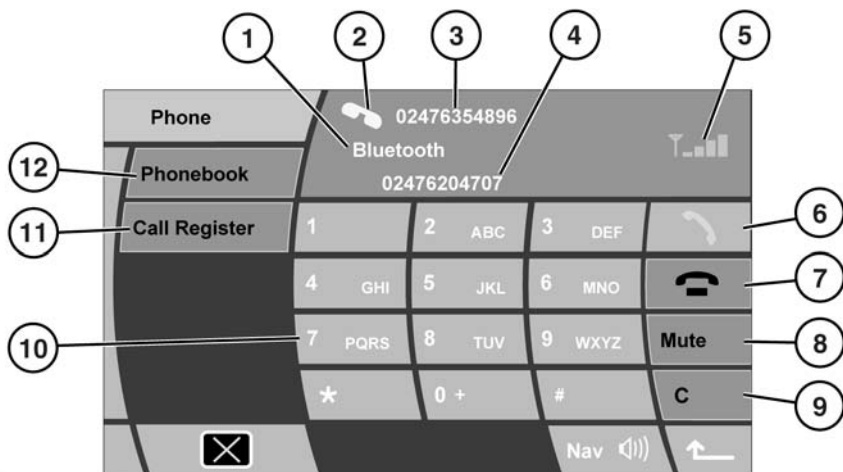 1 2 3 4 5
Phone
02476354896
Bluetooth
02476204707
12 Phonebook
11 Call Register
1 2 ABC 3 DEF 6
4 GHI 5 JKL 6 MNO 7
10 7 PQRS 8 TUV 9 WXYZ Mute 8
* 0 + # C 9
Nav